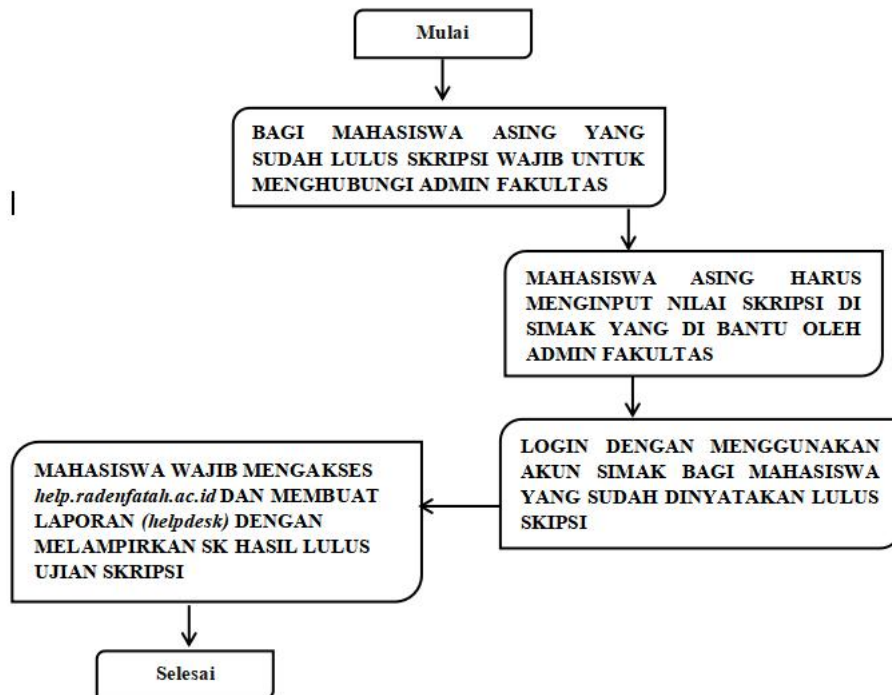 Mulai
BAGI MAHASISWA ASING YANG
SUDAH LULUS SKRIPSI WAJIB UNTUK
MENGHUBUNGI ADMIN FAKULTAS
MAHASISWA ASING HARUS
MENGINPUT NILAI SKRIPSI DI
SIMAK YANG DI BANTU OLEH
ADMIN FAKULTAS
LOGIN DENGAN MENGGUNAKAN
AKUN SIMAK BAGI MAHASISWA
YANG SUDAH DINYATAKAN LULUS
SKIPSI
MAHASISWA WAJIB MENGAKSES
help.radenfatah.ac.id DAN MEMBUAT
LAPORAN (helpdesk) DENGAN
MELAMPIRKAN SK HASIL LULUS
UJIAN SKRIPSI
Selesai